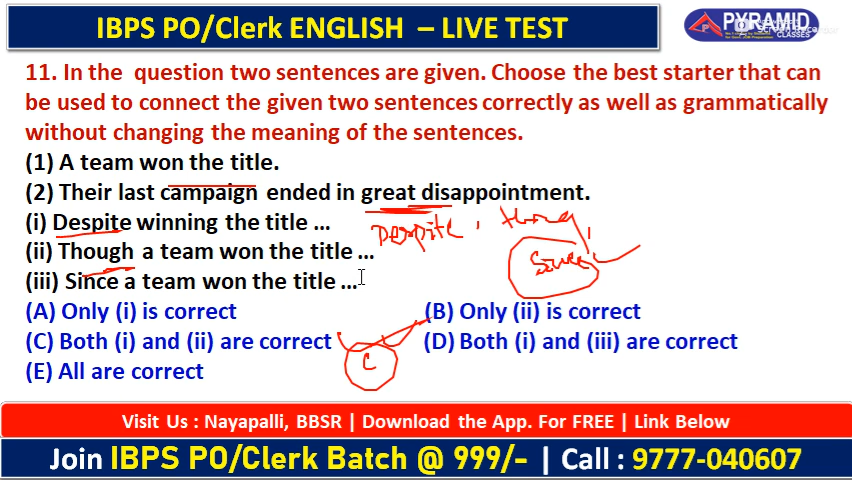 IBPS PO/Clerk ENGLISH – LIVE TEST
PYRAMID
CLASSES
11. In the question two sentences are given. Choose the best starter that can
be used to connect the given two sentences correctly as well as grammatically
without changing the meaning of the sentences.
(1) A team won the title.
(2) Their last campaign ended in great disappointment.
(i) Despite winning the title ...
Despite, though
(ii) Though a team won the title ...
Since
(iii) Since a team won the title ...
(A) Only (i) is correct (B) Only (ii) is correct
(C) Both (i) and (ii) are correct (D) Both (i) and (iii) are correct
C
(E) All are correct
Visit Us : Nayapalli, BBSR | Download the App. For FREE | Link Below
Join IBPS PO/Clerk Batch @ 999/- | Call : 9777-040607